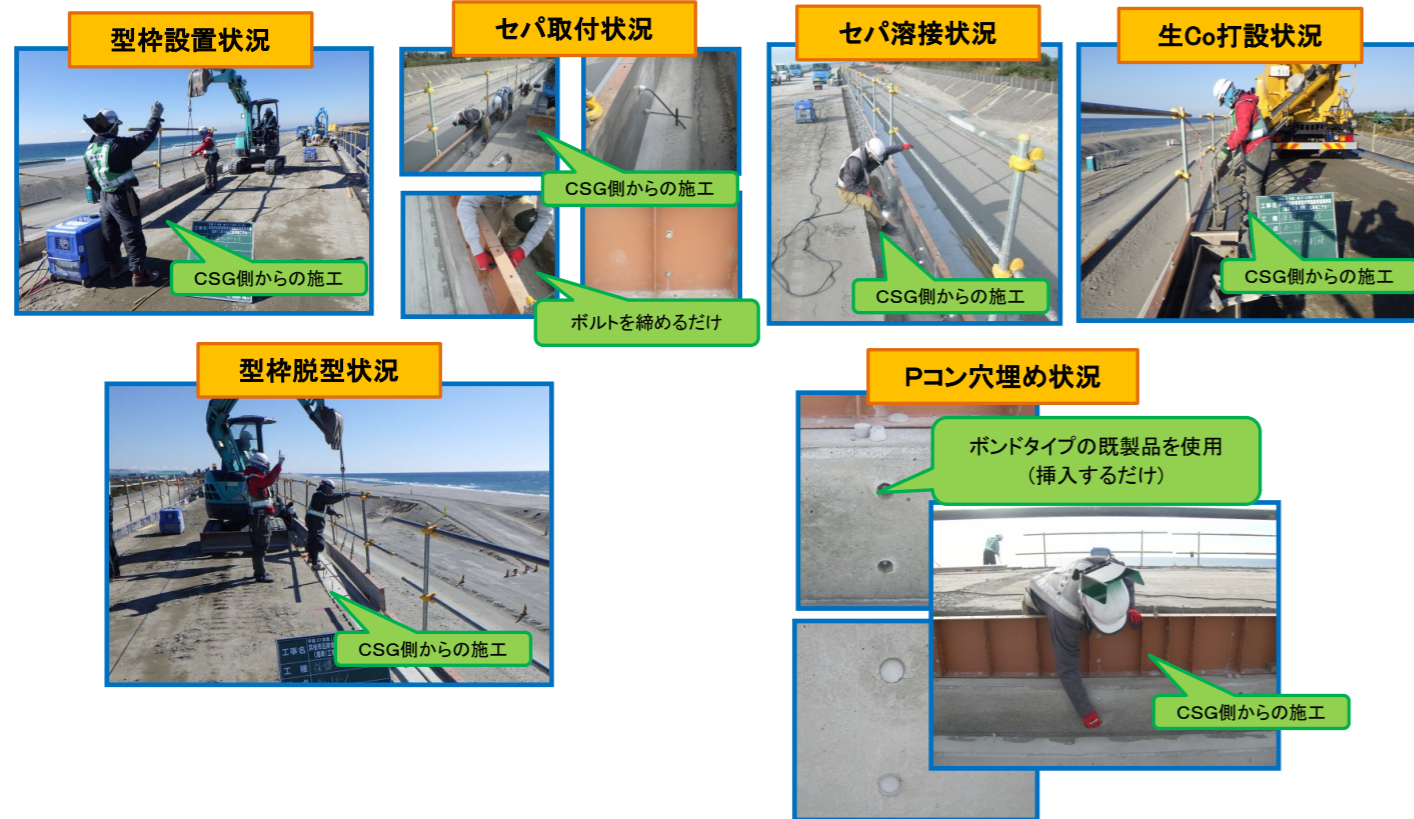 型枠設置状況
セパ取付状況
セパ溶接状況
生Co打設状況
CSG側からの施工
CSG側からの施工
ボルトを締めるだけ
CSG側からの施工
CSG側からの施工
型枠脱型状況
CSG側からの施工
工事名
工種
Pコン穴埋め状況
ボンドタイプの既製品を使用
(挿入するだけ)
CSG側からの施工